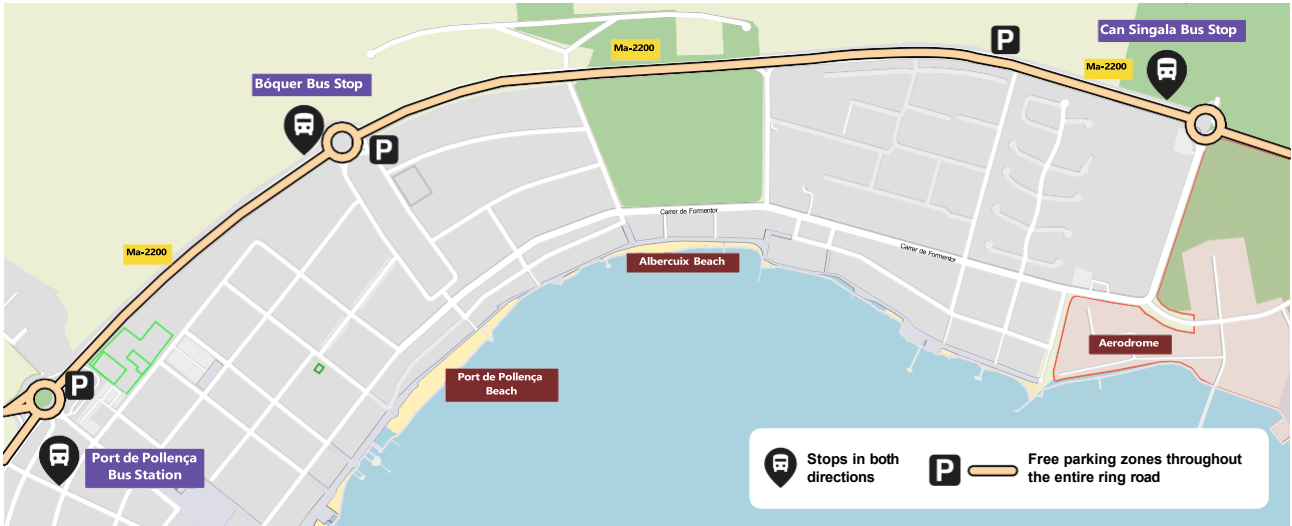 Can Singala Bus Stop
P
Ma-2200
Ma-2200
Bóquer Bus Stop
P
Carrer de Formentor
Ma-2200
Carrer de Formentor
Albercuix Beach
Aerodrome
Port de Pollença
Beach
P
Port de Pollença
Bus Station
Stops in both
directions
P
Free parking zones throughout
the entire ring road